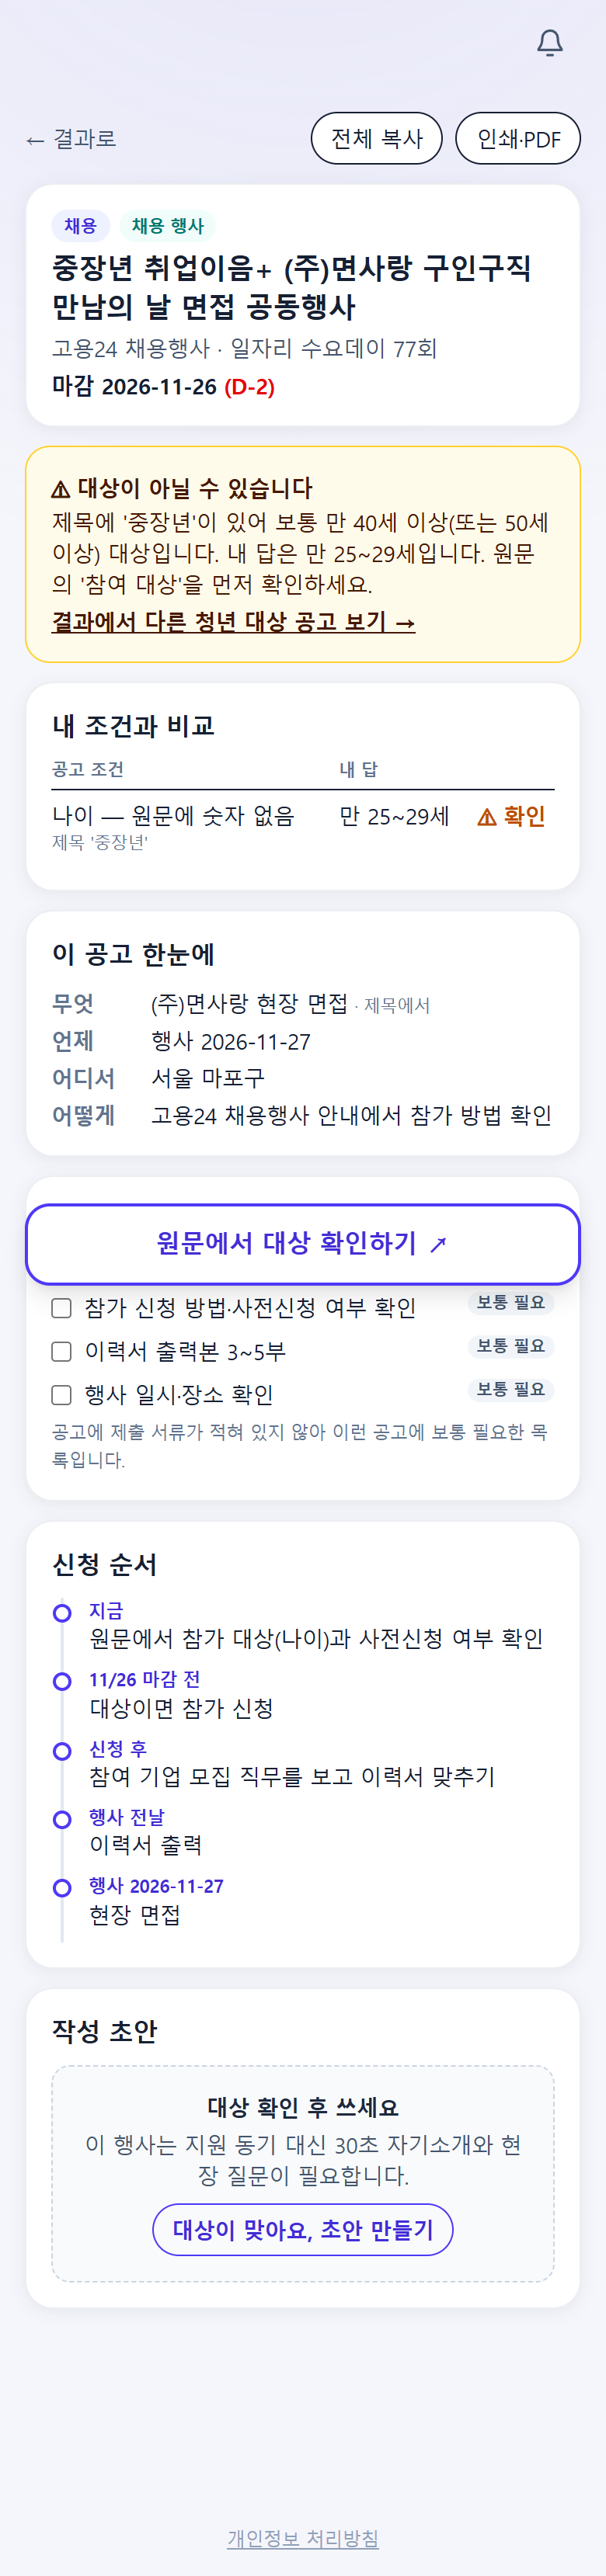 ← 결과로
전체 복사
인쇄·PDF
채용
채용 행사
중장년 취업이음+ (주)면사랑 구인구직
만남의 날 면접 공동행사
고용24 채용행사 · 일자리 수요데이 77회
마감 2026-11-26 (D-2)
⚠ 대상이 아닐 수 있습니다
제목에 '중장년'이 있어 보통 만 40세 이상(또는 50세
이상) 대상입니다. 내 답은 만 25~29세입니다. 원문
의 '참여 대상'을 먼저 확인하세요.
결과에서 다른 청년 대상 공고 보기 →
내 조건과 비교
공고 조건 내 답
나이 — 원문에 숫자 없음 만 25~29세 ⚠ 확인
제목 '중장년'
이 공고 한눈에
무엇 (주)면사랑 현장 면접 · 제목에서
언제 행사 2026-11-27
어디서 서울 마포구
어떻게 고용24 채용행사 안내에서 참가 방법 확인
원문에서 대상 확인하기 ↗
참가 신청 방법·사전신청 여부 확인 보통 필요
이력서 출력본 3~5부 보통 필요
행사 일시·장소 확인 보통 필요
공고에 제출 서류가 적혀 있지 않아 이런 공고에 보통 필요한 목
록입니다.
신청 순서
지금
원문에서 참가 대상(나이)과 사전신청 여부 확인
11/26 마감 전
대상이면 참가 신청
신청 후
참여 기업 모집 직무를 보고 이력서 맞추기
행사 전날
이력서 출력
행사 2026-11-27
현장 면접
작성 초안
대상 확인 후 쓰세요
이 행사는 지원 동기 대신 30초 자기소개와 현
장 질문이 필요합니다.
대상이 맞아요, 초안 만들기
개인정보 처리방침